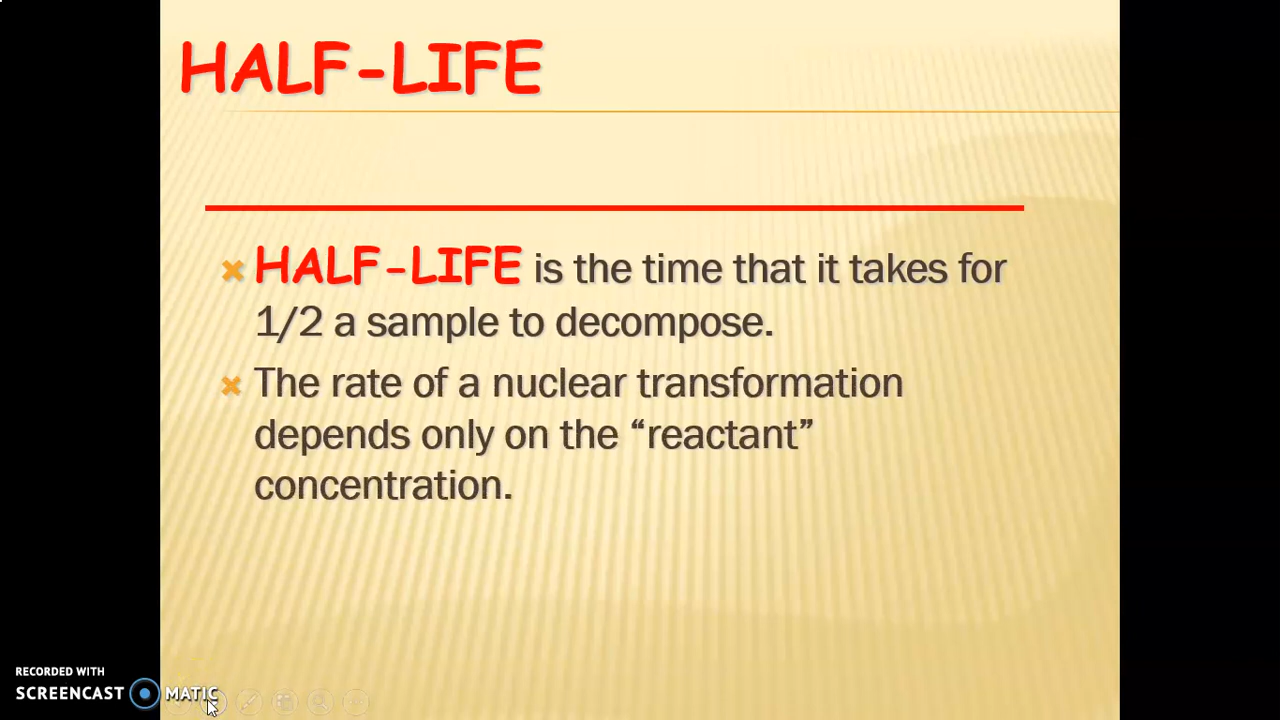 HALF-LIFE
HALF-LIFE is the time that it takes for
1/2 a sample to decompose.
The rate of a nuclear transformation
depends only on the “reactant”
concentration.
RECORDED WITH
SCREENCAST MATIC